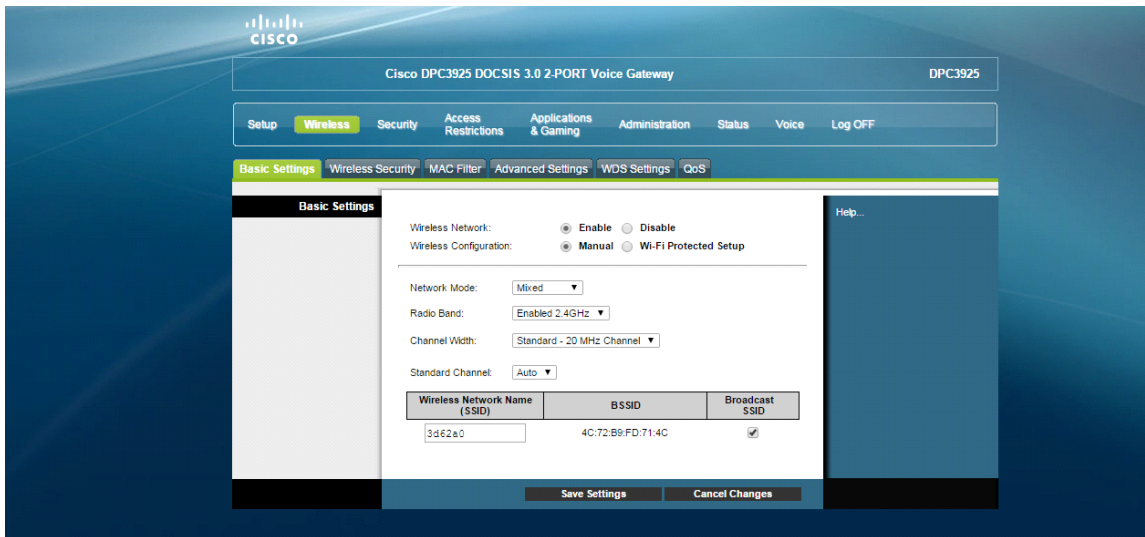 CISCO
Cisco DPC3925 DOCSIS 3.0 2-PORT Voice Gateway DPC3925
Setup Wireless Security Access Restrictions Applications & Gaming Administration Status Voice Log OFF
Basic Settings Wireless Security MAC Filter Advanced Settings WDS Settings QoS
Basic Settings
Help...
Wireless Network: Enable Disable
Wireless Configuration: Manual Wi-Fi Protected Setup
Network Mode: Mixed
Radio Band: Enabled 2.4GHz
Channel Width: Standard - 20 MHz Channel
Standard Channel: Auto
Wireless Network Name (SSID) BSSID Broadcast SSID
3d62a0 4C:72:B9:FD:71:4C
Save Settings Cancel Changes